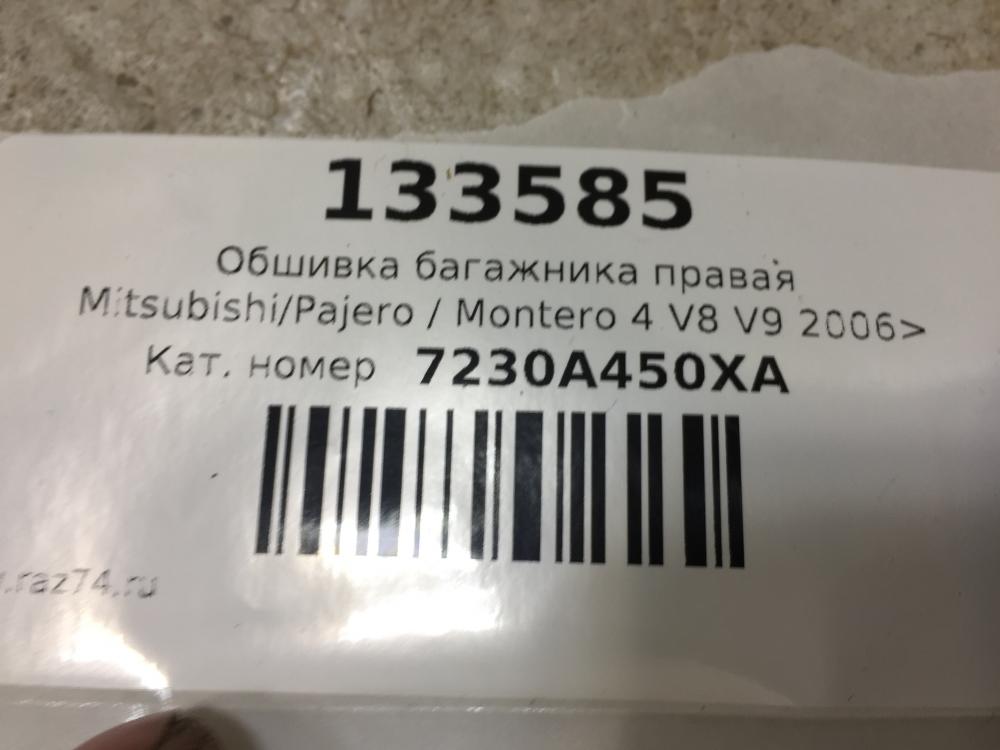 133585
Обшивка багажника правая
Mitsubishi/Pajero / Montero 4 V8 V9 2006>
Кат. номер 7230A450XA
.raz74.ru